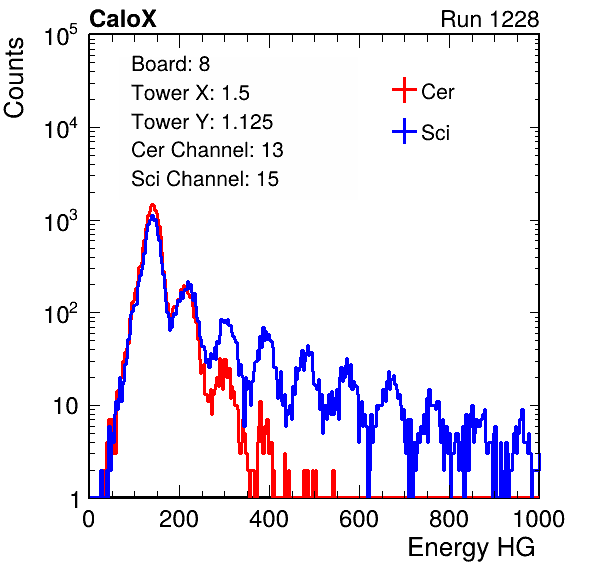 CaloX Run 1228
Counts
10^5
Board: 8
Tower X: 1.5
Tower Y: 1.125
Cer Channel: 13
Sci Channel: 15
Cer
Sci
10^4
10^3
10^2
10
1
0 200 400 600 800 1000
Energy HG